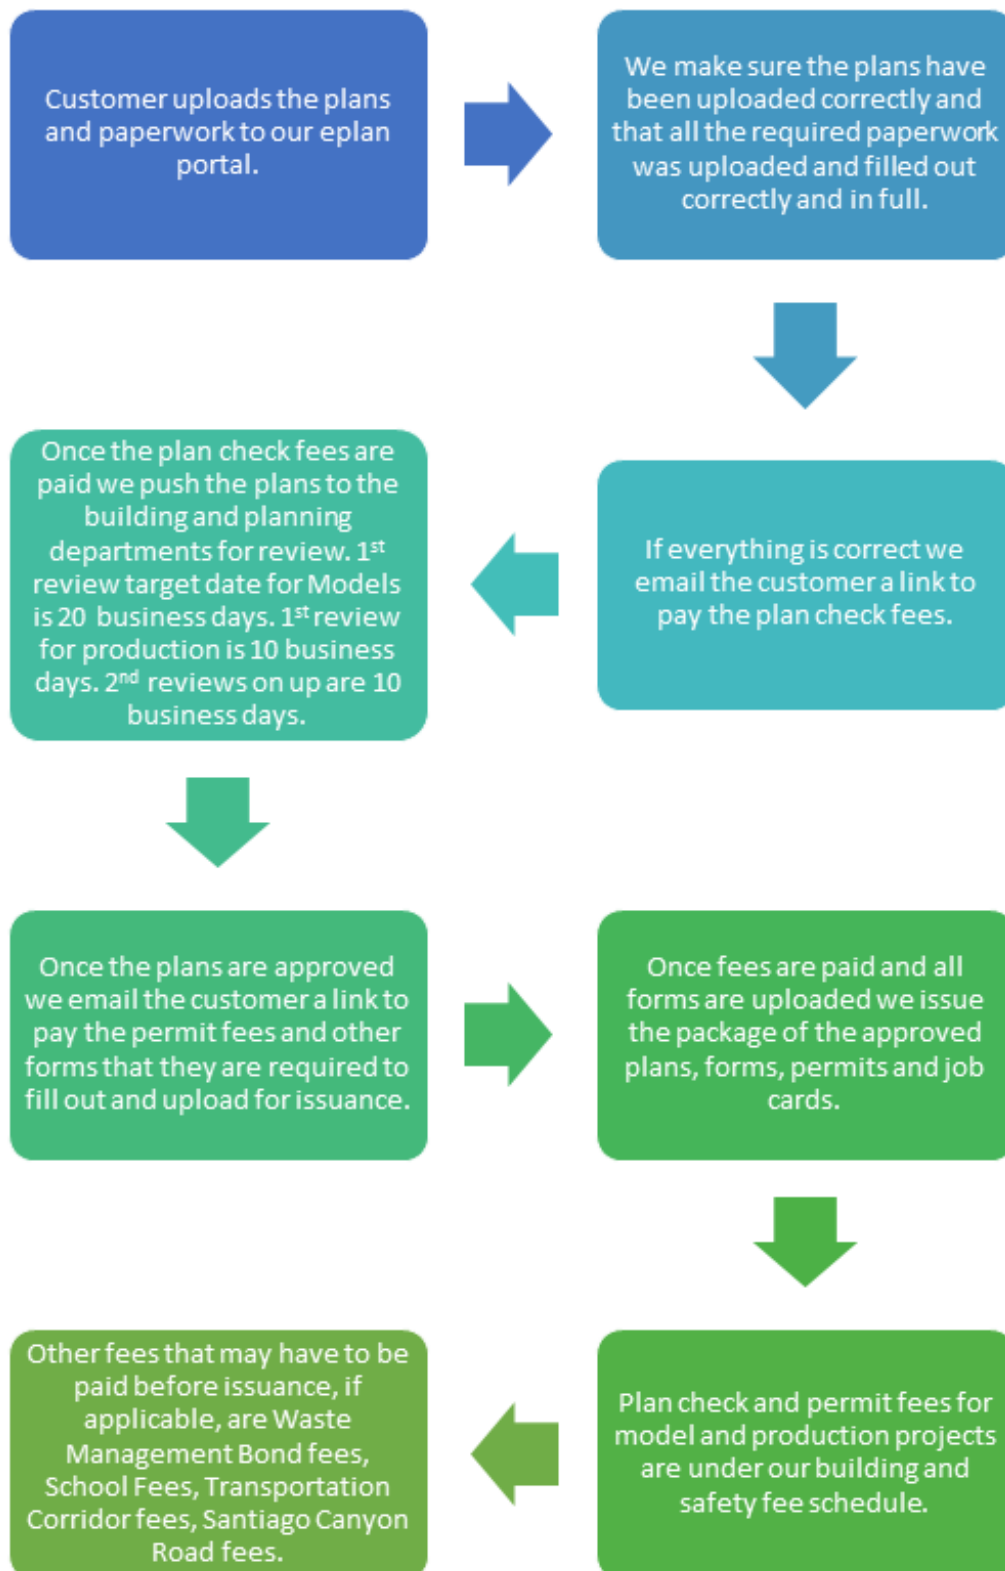 Customer uploads the plans
and paperwork to our eplan
portal.
We make sure the plans have
been uploaded correctly and
that all the required paperwork
was uploaded and filled out
correctly and in full.
If everything is correct we
email the customer a link to
pay the plan check fees.
Once the plan check fees are
paid we push the plans to the
building and planning
departments for review. 1st
review target date for Models
is 20 business days. 1st review
for production is 10 business
days. 2nd reviews on up are 10
business days.
Once the plans are approved
we email the customer a link to
pay the permit fees and other
forms that they are required to
fill out and upload for issuance.
Once fees are paid and all
forms are uploaded we issue
the package of the approved
plans, forms, permits and job
cards.
Plan check and permit fees for
model and production projects
are under our building and
safety fee schedule.
Other fees that may have to be
paid before issuance, if
applicable, are Waste
Management Bond fees,
School Fees, Transportation
Corridor fees, Santiago Canyon
Road fees.